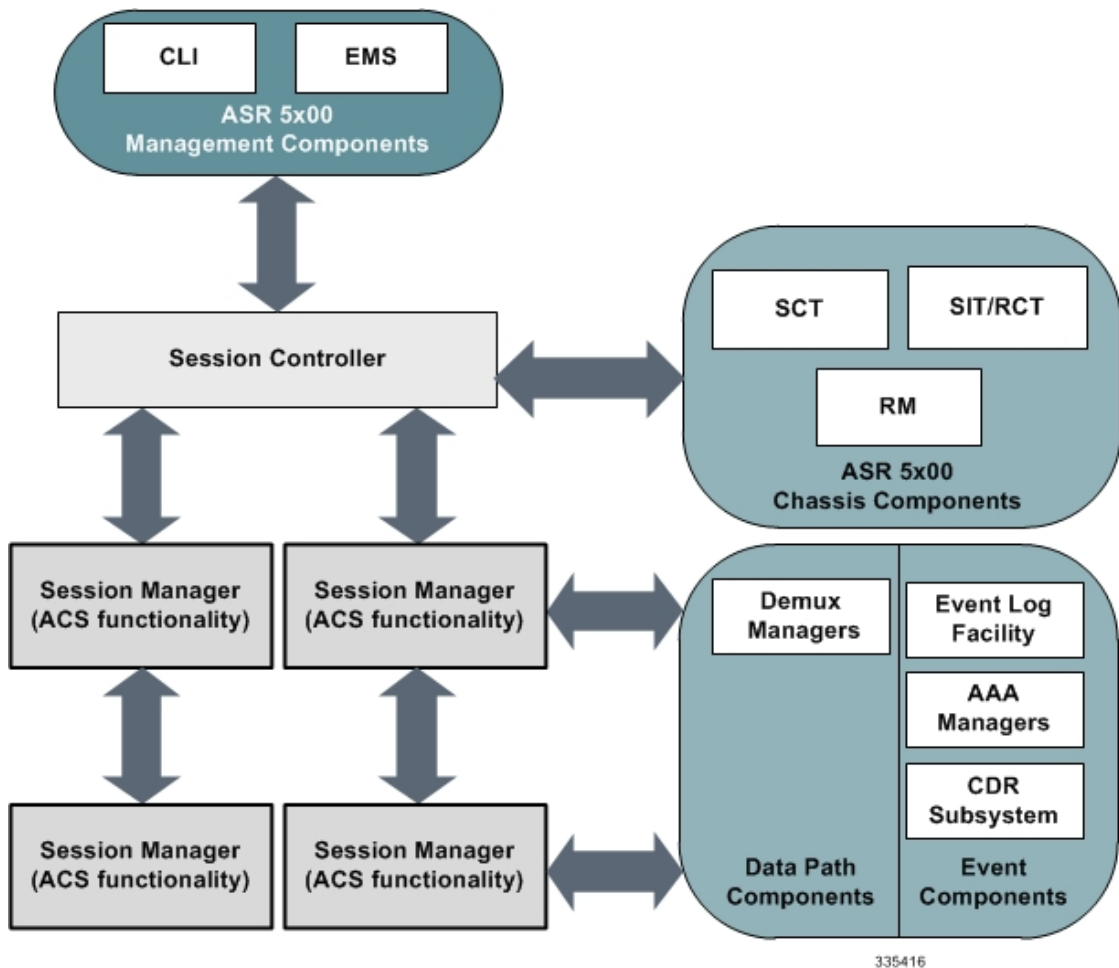 CLI
EMS
ASR 5x00
Management Components
Session Controller
SCT
SIT/RCT
RM
ASR 5x00
Chassis Components
Session Manager
(ACS functionality)
Session Manager
(ACS functionality)
Demux
Managers
Event Log
Facility
AAA
Managers
CDR
Subsystem
Session Manager
(ACS functionality)
Session Manager
(ACS functionality)
Data Path
Components
Event
Components
335416